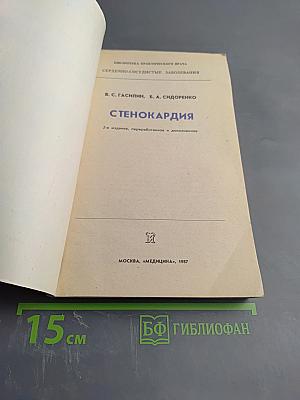 БИБЛИОТЕКА ПРАКТИЧЕСКОГО ВРАЧА
СЕРДЕЧНО-СОСУДИСТЫЕ ЗАБОЛЕВАНИЯ
В. С. ГАСИЛИН, Б. А. СИДОРЕНКО
СТЕНОКАРДИЯ
2-е издание, переработанное и дополненное
МОСКВА, «МЕДИЦИНА», 1987
15 СМ
БФ ГИБЛИОФАН